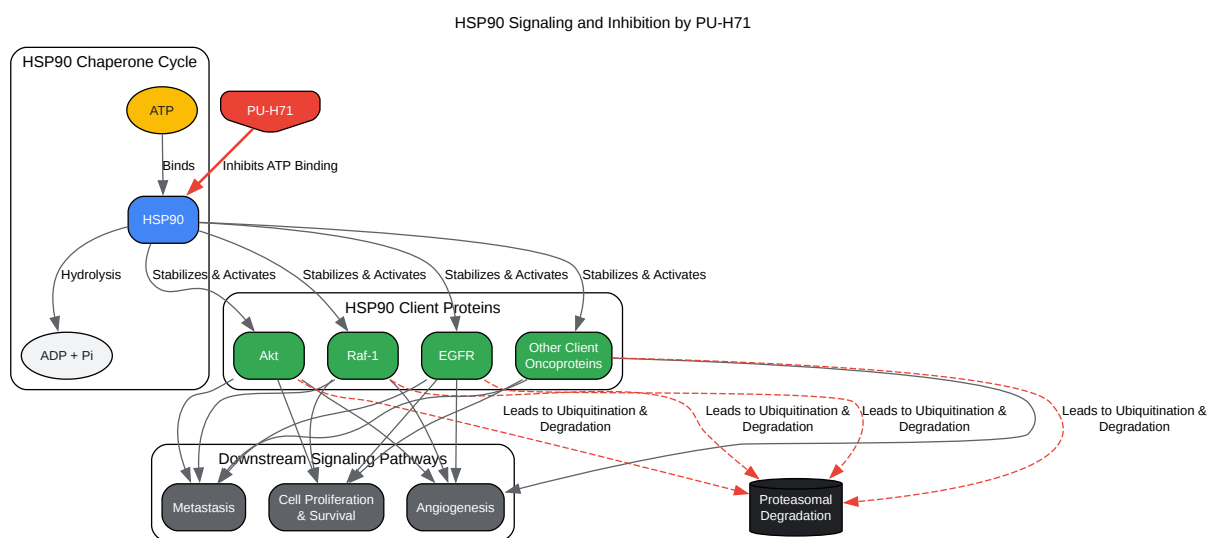 HSP90 Signaling and Inhibition by PU-H71
HSP90 Chaperone Cycle
ATP
PU-H71
Binds
Inhibits ATP Binding
HSP90
Hydrolysis
Stabilizes & Activates
Stabilizes & Activates
Stabilizes & Activates
Stabilizes & Activates
HSP90 Client Proteins
ADP + Pi
Akt
Raf-1
EGFR
Other Client
Oncoproteins
Leads to Ubiquitination &
Degradation
Leads to Ubiquitination &
Degradation
Leads to Ubiquitination &
Degradation
Leads to Ubiquitination &
Degradation
Downstream Signaling Pathways
Metastasis
Cell Proliferation
& Survival
Angiogenesis
Proteasomal
Degradation